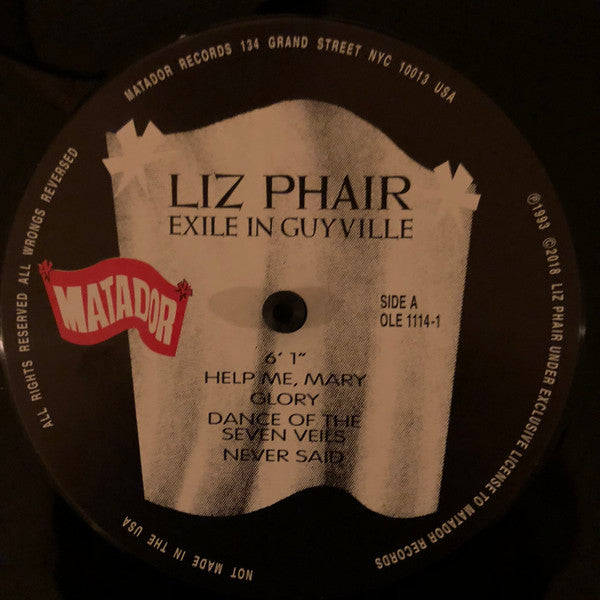 MATADOR RECORDS 134 GRAND STREET NYC 10013 USA
LIZ PHAIR
EXILE IN GUYVILLE
MATADOR
SIDE A
OLE 1114-1
6' 1"
HELP ME, MARY
GLORY
DANCE OF THE
SEVEN VEILS
NEVER SAID
ALL RIGHTS RESERVED ALL WRONGS REVERSED
℗1993 ©2018 LIZ PHAIR UNDER EXCLUSIVE LICENSE TO MATADOR RECORDS
NOT MADE IN THE USA